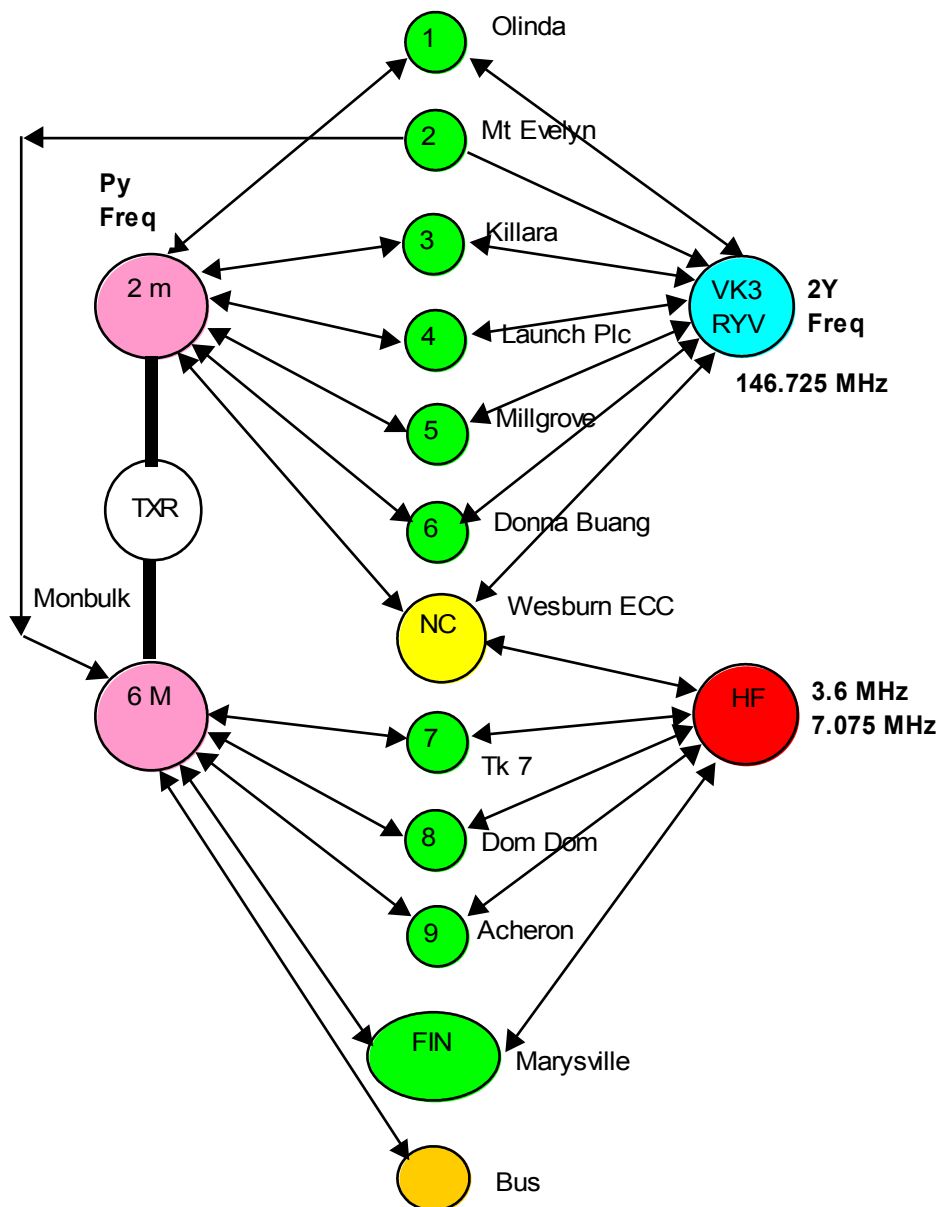 1
Olinda
2
Mt Evelyn
Py
Freq
3
Killara
2 m
VK3
RYV
2Y
Freq
4
Launch Plc
146.725 MHz
5
Millgrove
6
Donna Buang
TXR
Monbulk
NC
Wesburn ECC
6 M
HF
3.6 MHz
7.075 MHz
7
Tk 7
8
Dom Dom
9
Acheron
FIN
Marysville
Bus